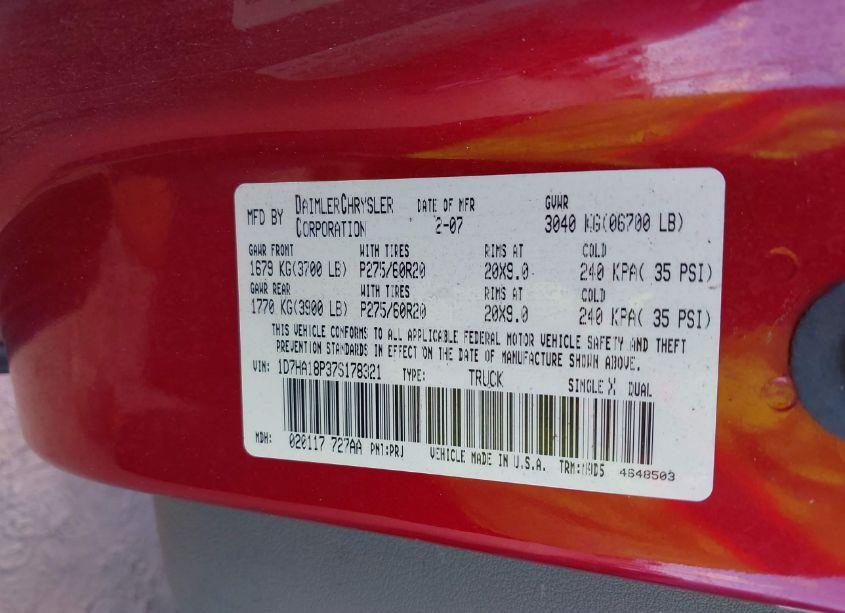 MFD BY DAIMLERCHRYSLER CORPORATION DATE OF MFR 2-07 GVWR 3040 KG(06700 LB)
GAWR FRONT WITH TIRES RIMS AT COLD
1679 KG(3700 LB) P275/60R20 20X9.0 240 KPA( 35 PSI)
GAWR REAR WITH TIRES RIMS AT COLD
1770 KG(3900 LB) P275/60R20 20X9.0 240 KPA( 35 PSI)
THIS VEHICLE CONFORMS TO ALL APPLICABLE FEDERAL MOTOR VEHICLE SAFETY AND THEFT
PREVENTION STANDARDS IN EFFECT ON THE DATE OF MANUFACTURE SHOWN ABOVE.
VIN: 1D7HA18P37S178321 TYPE: TRUCK SINGLE X DUAL
MDH: 020117 727AA PNT:PRJ VEHICLE MADE IN U.S.A. 4648503